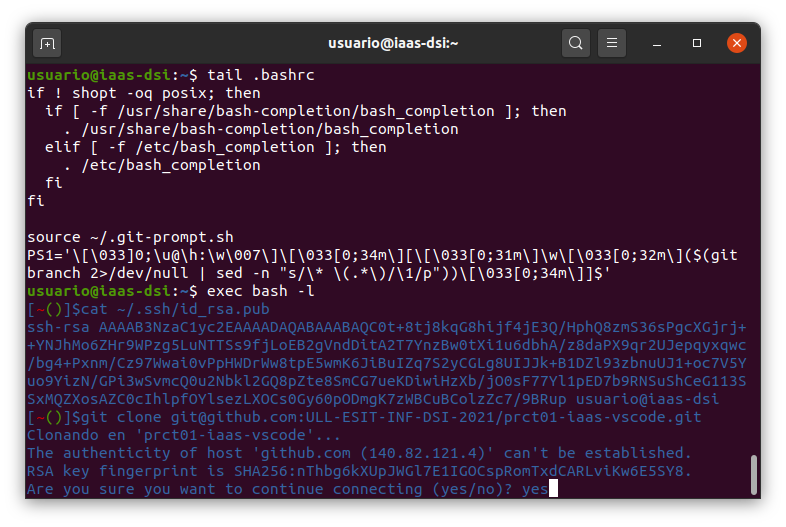 usuario@iaas-dsi:~
usuario@iaas-dsi:~$ tail .bashrc
if ! shopt -oq posix; then
  if [ -f /usr/share/bash-completion/bash_completion ]; then
    . /usr/share/bash-completion/bash_completion
  elif [ -f /etc/bash_completion ]; then
    . /etc/bash_completion
  fi
fi

source ~/.git-prompt.sh
PS1='\[\033]0;\u@\h:\w\007\]\[\033[0;34m\][\[\033[0;31m\]\w\[\033[0;32m\]($(git
branch 2>/dev/null | sed -n "s/\* \(.*\)/\1/p"))\[\033[0;34m\]]$'
usuario@iaas-dsi:~$ exec bash -l
[~()]$cat ~/.ssh/id_rsa.pub
ssh-rsa AAAAB3NzaC1yc2EAAAADAQABAAABAQC0t+8tj8kqG8hijf4jE3Q/HphQ8zmS36sPgcXGjrj+
+YNJhMo6ZHr9WPzg5LuNTTSs9fjLoEB2gVndDitA2T7YnzBw0tXi1u6dbhA/z8daPX9qr2UJepqyxqwc
/bg4+Pxnm/Cz97Wwai0vPpHWDrWw8tpE5wmK6JiBuIZq7S2yCGLg8UIJJk+B1DZl93zbnuUJ1+oc7V5Y
uo9YizN/GPi3wSvmcQ0u2Nbkl2GQ8pZte8SmCG7ueKDiwiHzXb/jO0sF77Yl1pED7b9RNSuShCeG113S
SxMQZXosAZC0cIhlpfOYlsezLXOCs0Gy60pODmgK7zWBCuBColzZc7/9BRup usuario@iaas-dsi
[~()]$git clone git@github.com:ULL-ESIT-INF-DSI-2021/prct01-iaas-vscode.git
Clonando en 'prct01-iaas-vscode'...
The authenticity of host 'github.com (140.82.121.4)' can't be established.
RSA key fingerprint is SHA256:nThbg6kXUpJWGl7E1IGOCspRomTxdCARLviKw6E5SY8.
Are you sure you want to continue connecting (yes/no)? yes